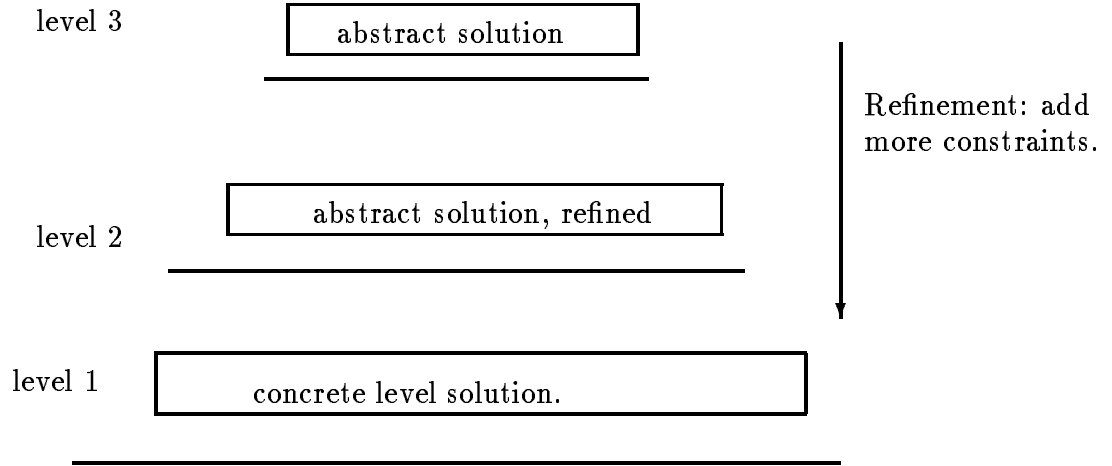 level 3
abstract solution
Refinement: add
more constraints.
abstract solution, refined
level 2
level 1
concrete level solution.